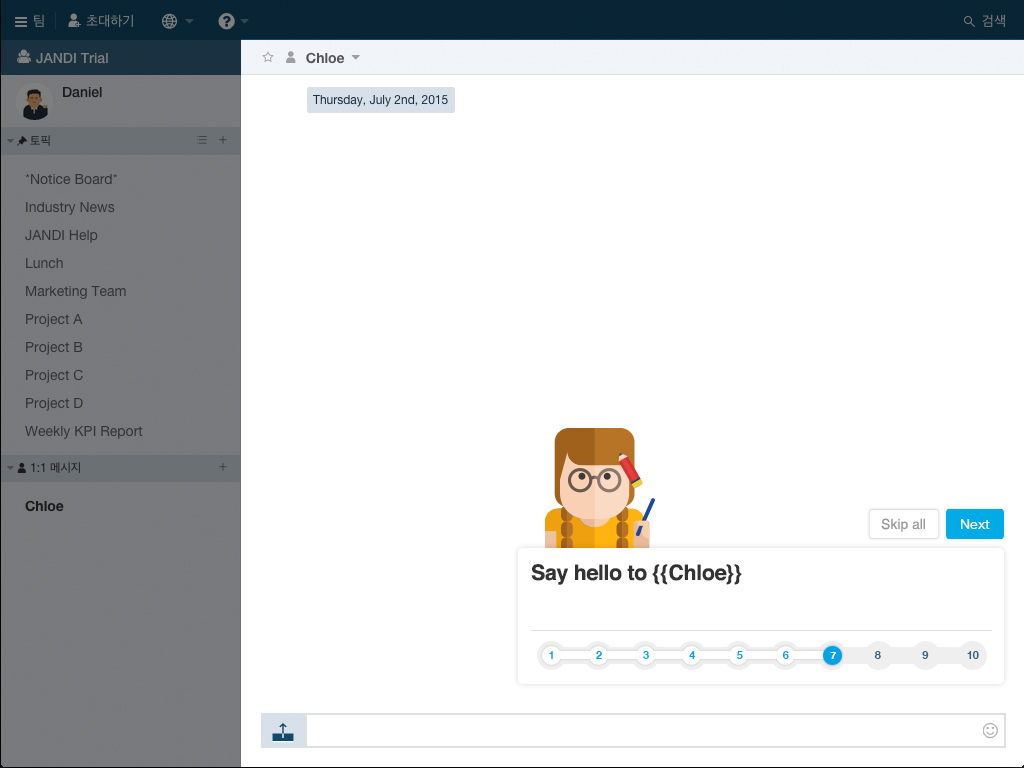 팀 초대하기 검색
JANDI Trial
Chloe
Daniel
Thursday, July 2nd, 2015
토픽
*Notice Board*
Industry News
JANDI Help
Lunch
Marketing Team
Project A
Project B
Project C
Project D
Weekly KPI Report
1:1 메시지
Chloe
Skip all Next
Say hello to {{Chloe}}
1 2 3 4 5 6 7 8 9 10